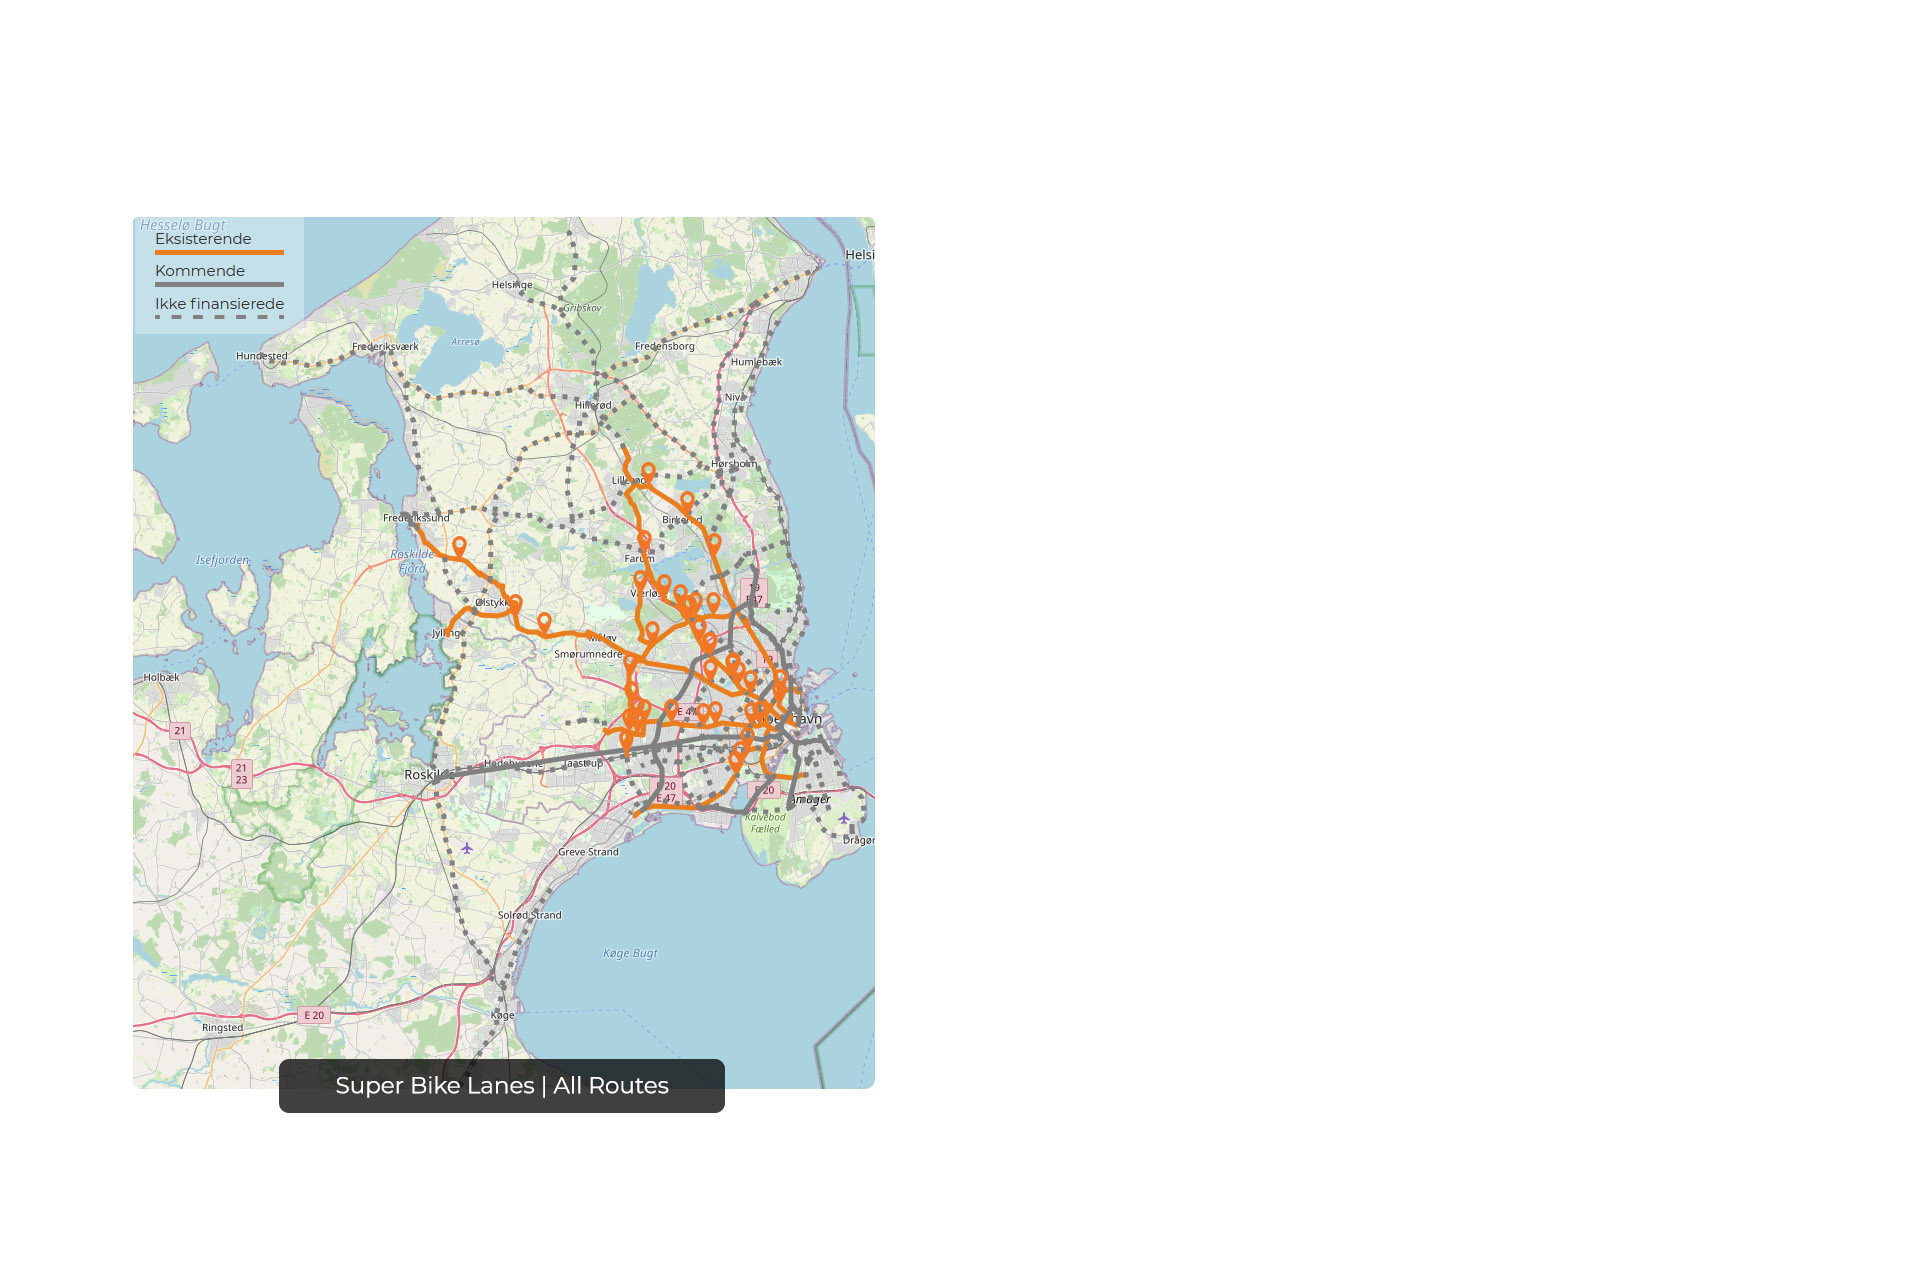 Hesselø Bugt
Eksisterende
Kommende
Ikke finansierede
Helsinge
Gribskov
Hundested
Frederiksværk
Arresø
Fredensborg
Humlebæk
Nivå
Hillerød
Hørsholm
Lillerød
Frederikssund
Birkerød
Isefjorden
Roskilde
Fjord
Farum
Værløse
19
E 47
Ølstykke
Jyllinge
Måløv
Smørumnedre
19
Holbæk
E 47
21
21
23
Roskilde
Hedehusene
Taastrup
E 20
E 47
E 20
Amager
Kalvebod
Fælled
Greve Strand
Solrød Strand
Køge Bugt
E 20
Køge
Ringsted
Super Bike Lanes | All Routes